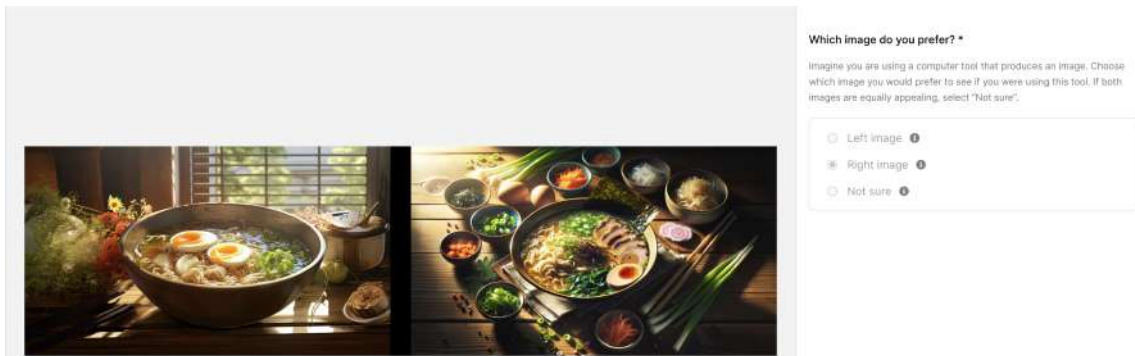 Which image do you prefer? *
Imagine you are using a computer tool that produces an image. Choose
which image you would prefer to see if you were using this tool. If both
images are equally appealing, select "Not sure".
Left image
Right image
Not sure